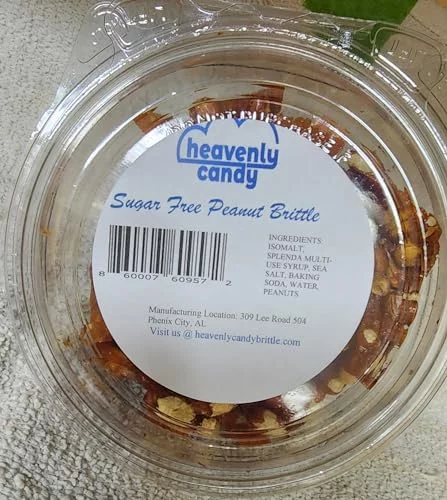 heavenly
candy
Sugar Free Peanut Brittle
8 60007 60957 2
INGREDIENTS:
ISOMALT,
SPLENDA MULTI-
USE SYRUP, SEA
SALT, BAKING
SODA, WATER,
PEANUTS
Manufacturing Location: 309 Lee Road 504
Phenix City, AL
Visit us @ heavenlycandybrittle.com